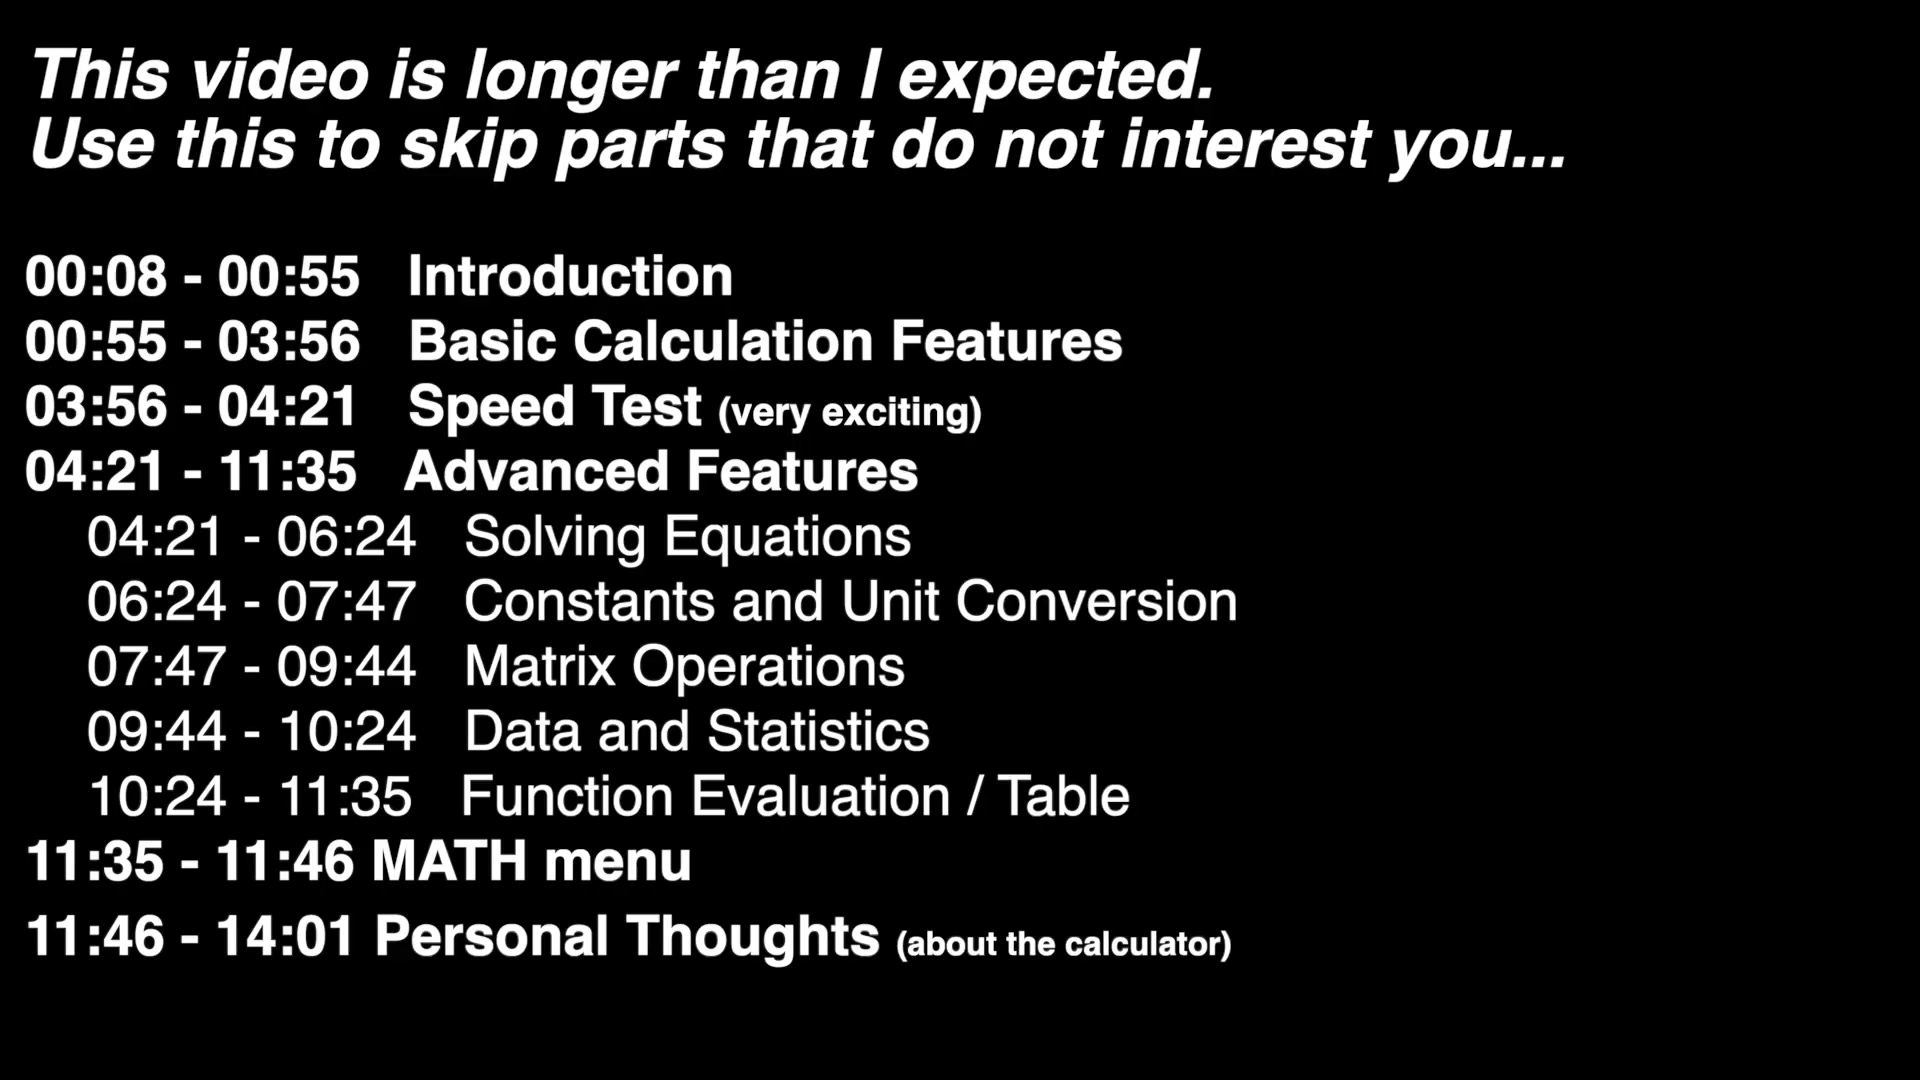 This video is longer than I expected.
Use this to skip parts that do not interest you...
00:08 - 00:55 Introduction
00:55 - 03:56 Basic Calculation Features
03:56 - 04:21 Speed Test (very exciting)
04:21 - 11:35 Advanced Features
04:21 - 06:24 Solving Equations
06:24 - 07:47 Constants and Unit Conversion
07:47 - 09:44 Matrix Operations
09:44 - 10:24 Data and Statistics
10:24 - 11:35 Function Evaluation / Table
11:35 - 11:46 MATH menu
11:46 - 14:01 Personal Thoughts (about the calculator)